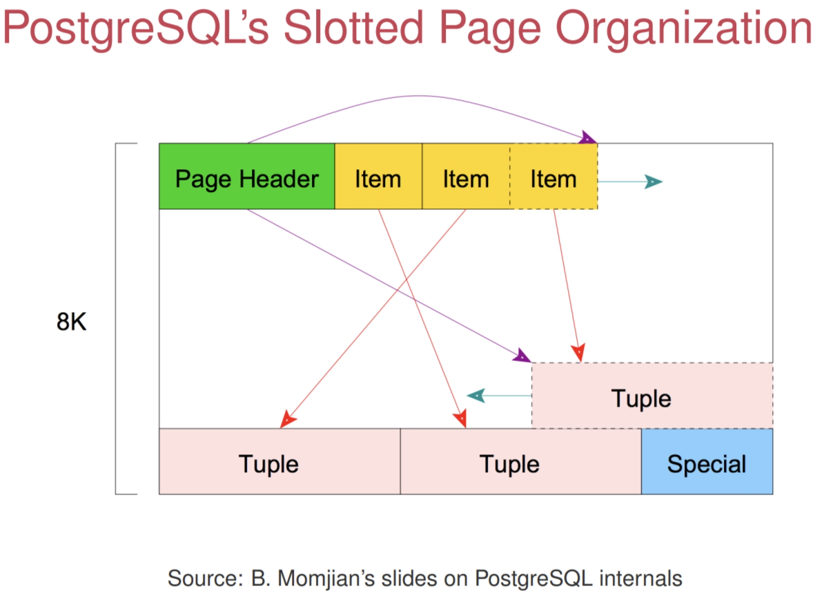 PostgreSQL's Slotted Page Organization
Page Header Item Item Item
8K
Tuple
Tuple Tuple Special
Source: B. Momjian's slides on PostgreSQL internals